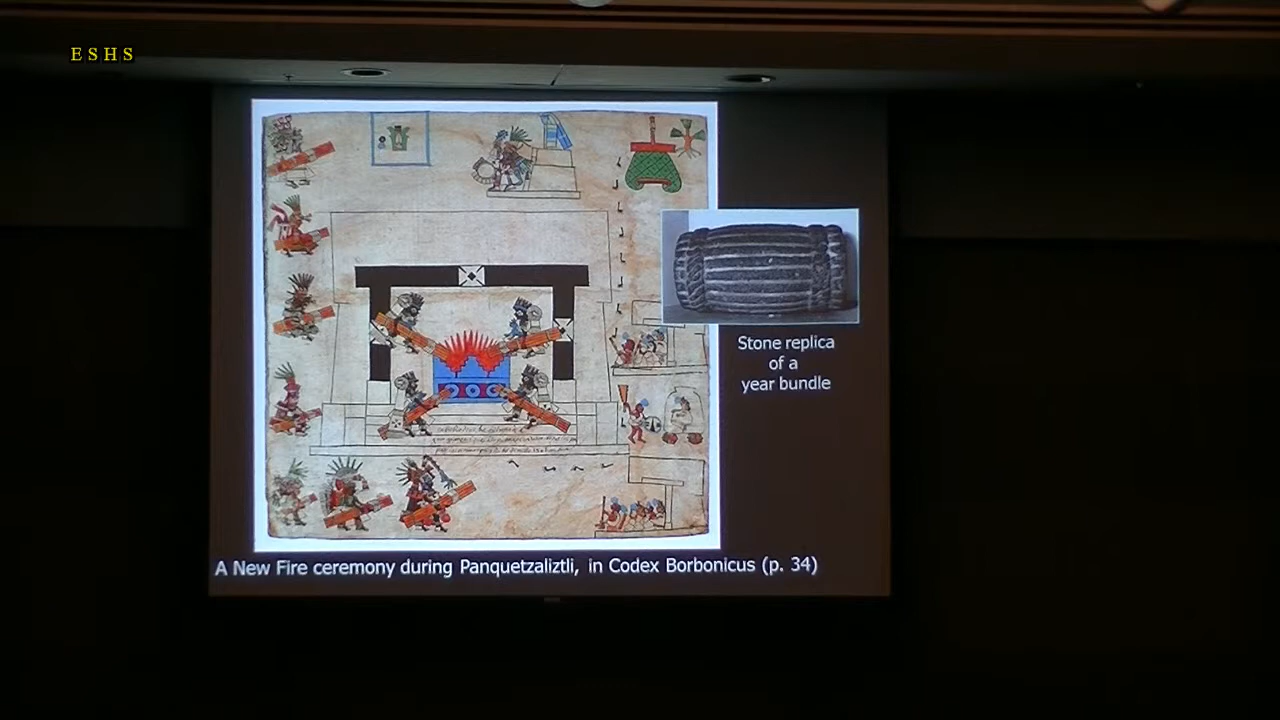 E S H S
Stone replica
of a
year bundle
A New Fire ceremony during Panquetzaliztli, in Codex Borbonicus (p. 34)